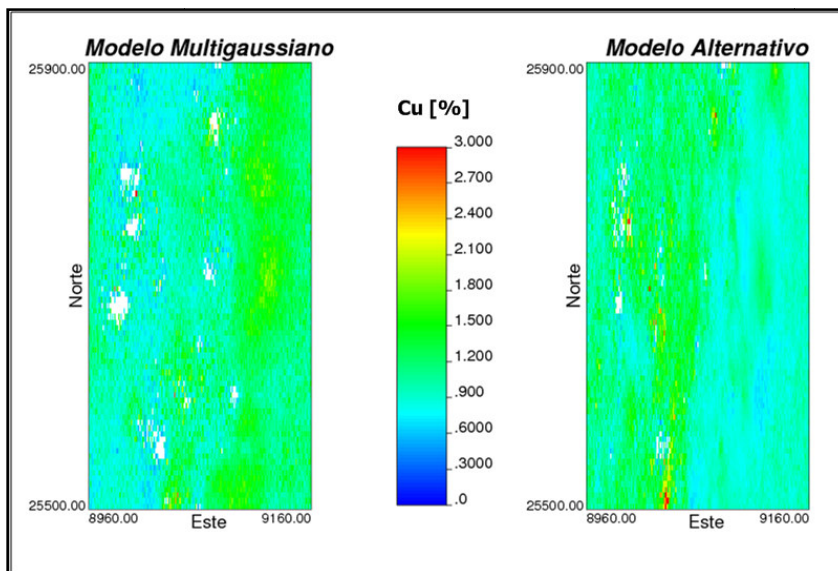 Modelo Multigaussiano
25900.00
Norte
25500.00
8960.00
Este
9160.00
Cu [%]
3.000
2.700
2.400
2.100
1.800
1.500
1.200
.900
.6000
.3000
.0
Modelo Alternativo
25900.00
Norte
25500.00
8960.00
Este
9160.00